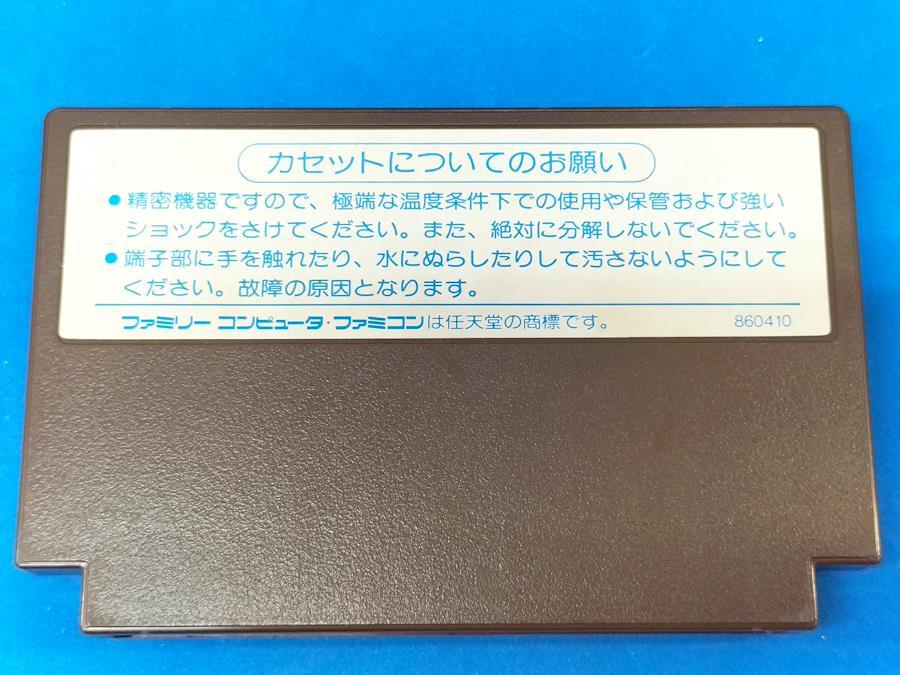 カセットについてのお願い
●精密機器ですので、極端な温度条件下での使用や保管および強い
ショックをさけてください。また、絶対に分解しないでください。
●端子部に手を触れたり、水にぬらしたりして汚さないようにして
ください。故障の原因となります。
ファミリー コンピュータ・ファミコンは任天堂の商標です。 860410